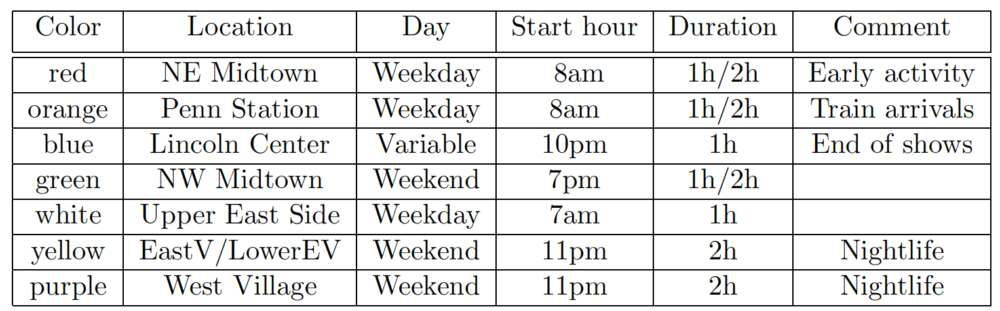 Color Location Day Start hour Duration Comment
red NE Midtown Weekday 8am 1h/2h Early activity
orange Penn Station Weekday 8am 1h/2h Train arrivals
blue Lincoln Center Variable 10pm 1h End of shows
green NW Midtown Weekend 7pm 1h/2h
white Upper East Side Weekday 7am 1h
yellow EastV/LowerEV Weekend 11pm 2h Nightlife
purple West Village Weekend 11pm 2h Nightlife